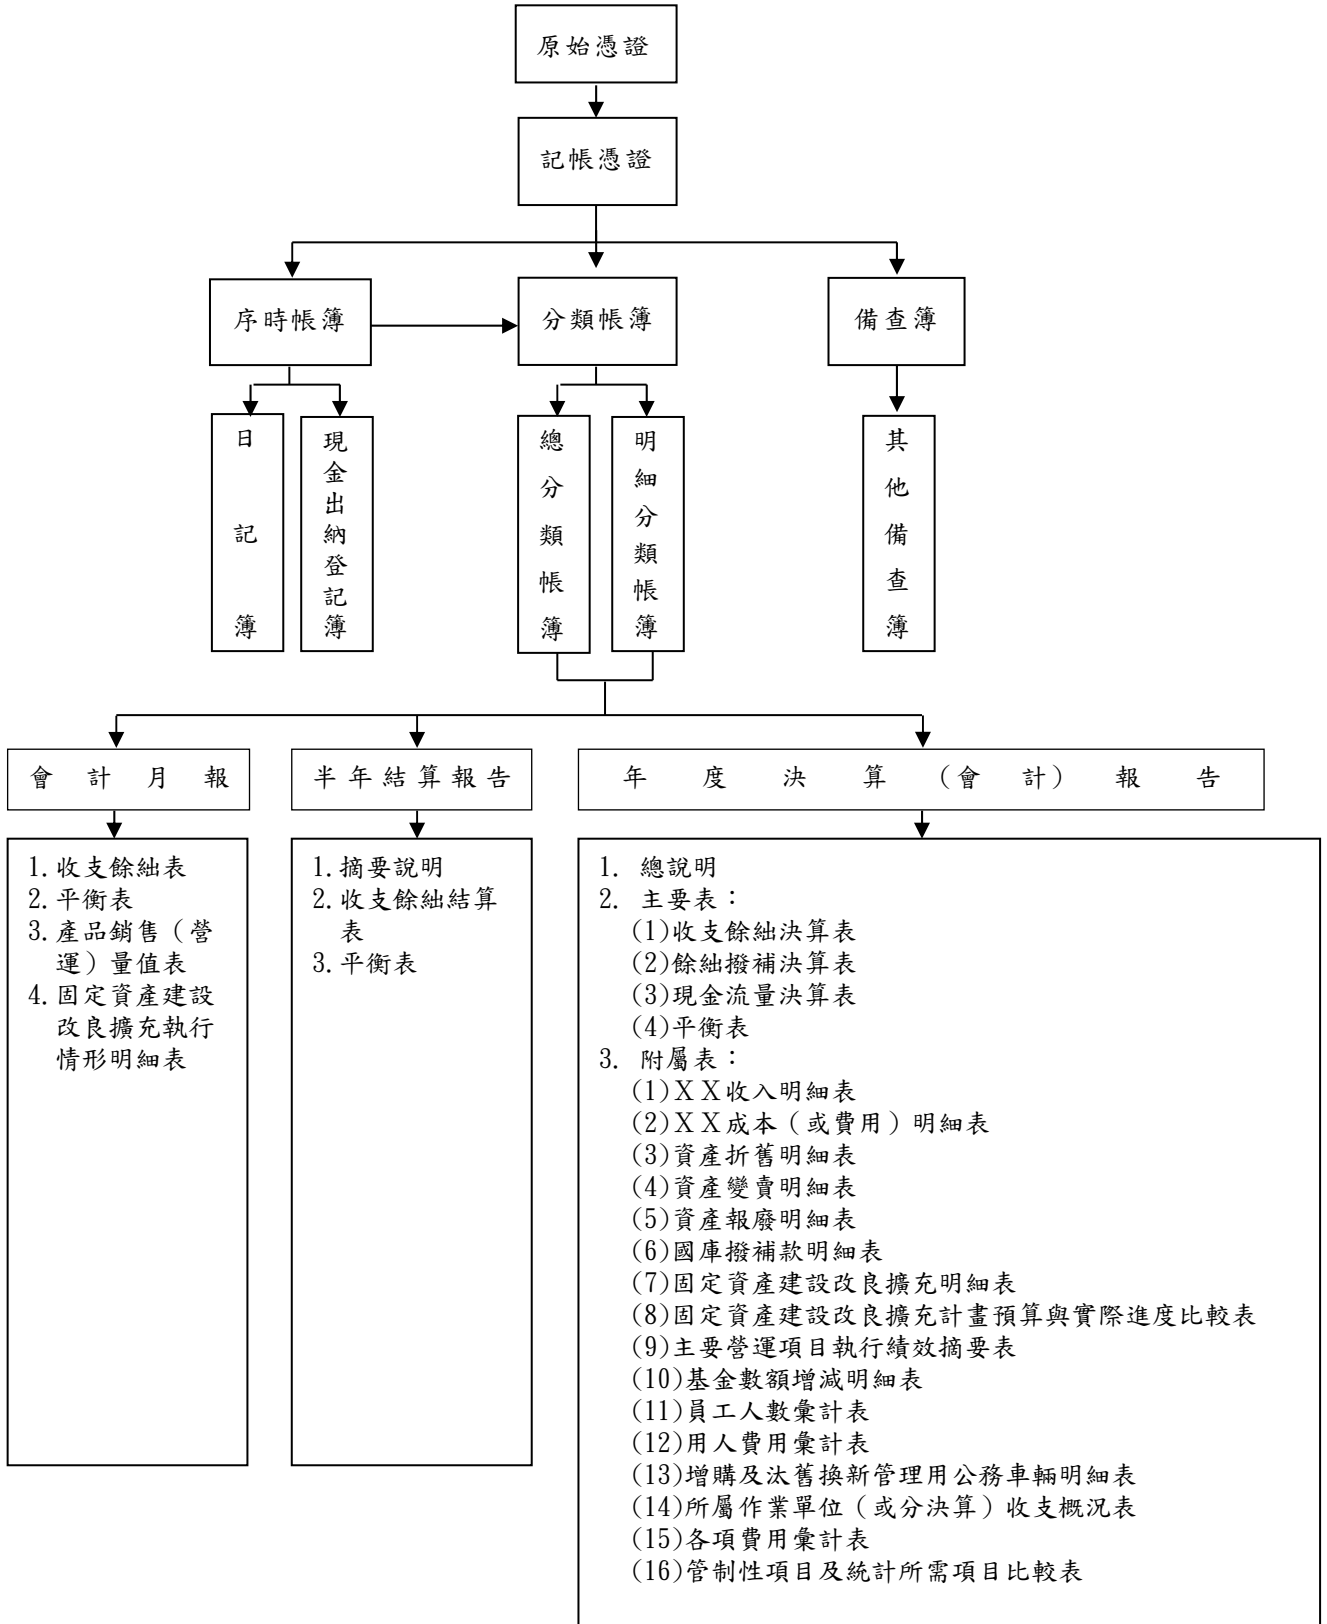 原始憑證
記帳憑證
序時帳簿
分類帳簿
備查簿
日記簿
現金出納登記簿
總分類帳簿
明細分類帳簿
其他備查簿
會計月報
半年結算報告
年度決算(會計)報告
1.收支餘絀表
2.平衡表
3.產品銷售（營
運）量值表
4.固定資產建設
改良擴充執行
情形明細表
1.摘要說明
2.收支餘絀結算
表
3.平衡表
1. 總說明
2. 主要表：
(1)收支餘絀決算表
(2)餘絀撥補決算表
(3)現金流量決算表
(4)平衡表
3. 附屬表：
(1)ＸＸ收入明細表
(2)ＸＸ成本（或費用）明細表
(3)資產折舊明細表
(4)資產變賣明細表
(5)資產報廢明細表
(6)國庫撥補款明細表
(7)固定資產建設改良擴充明細表
(8)固定資產建設改良擴充計畫預算與實際進度比較表
(9)主要營運項目執行績效摘要表
(10)基金數額增減明細表
(11)員工人數彙計表
(12)用人費用彙計表
(13)增購及汰舊換新管理用公務車輛明細表
(14)所屬作業單位（或分決算）收支概況表
(15)各項費用彙計表
(16)管制性項目及統計所需項目比較表